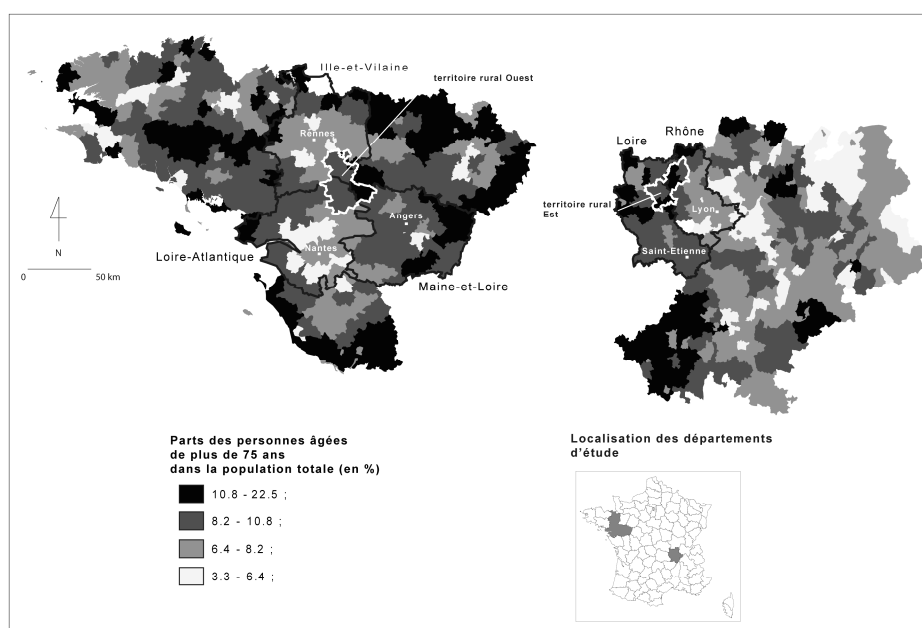 Ille-et-Vilaine
territoire rural Ouest
Rennes
Angers
Nantes
Loire-Atlantique
Maine-et-Loire
N
0 50 km
Rhône
Loire
territoire rural
Est
Lyon
Saint-Etienne
Parts des personnes âgées
de plus de 75 ans
dans la population totale (en %)
10.8 - 22.5 ;
8.2 - 10.8 ;
6.4 - 8.2 ;
3.3 - 6.4 ;
Localisation des départements
d'étude